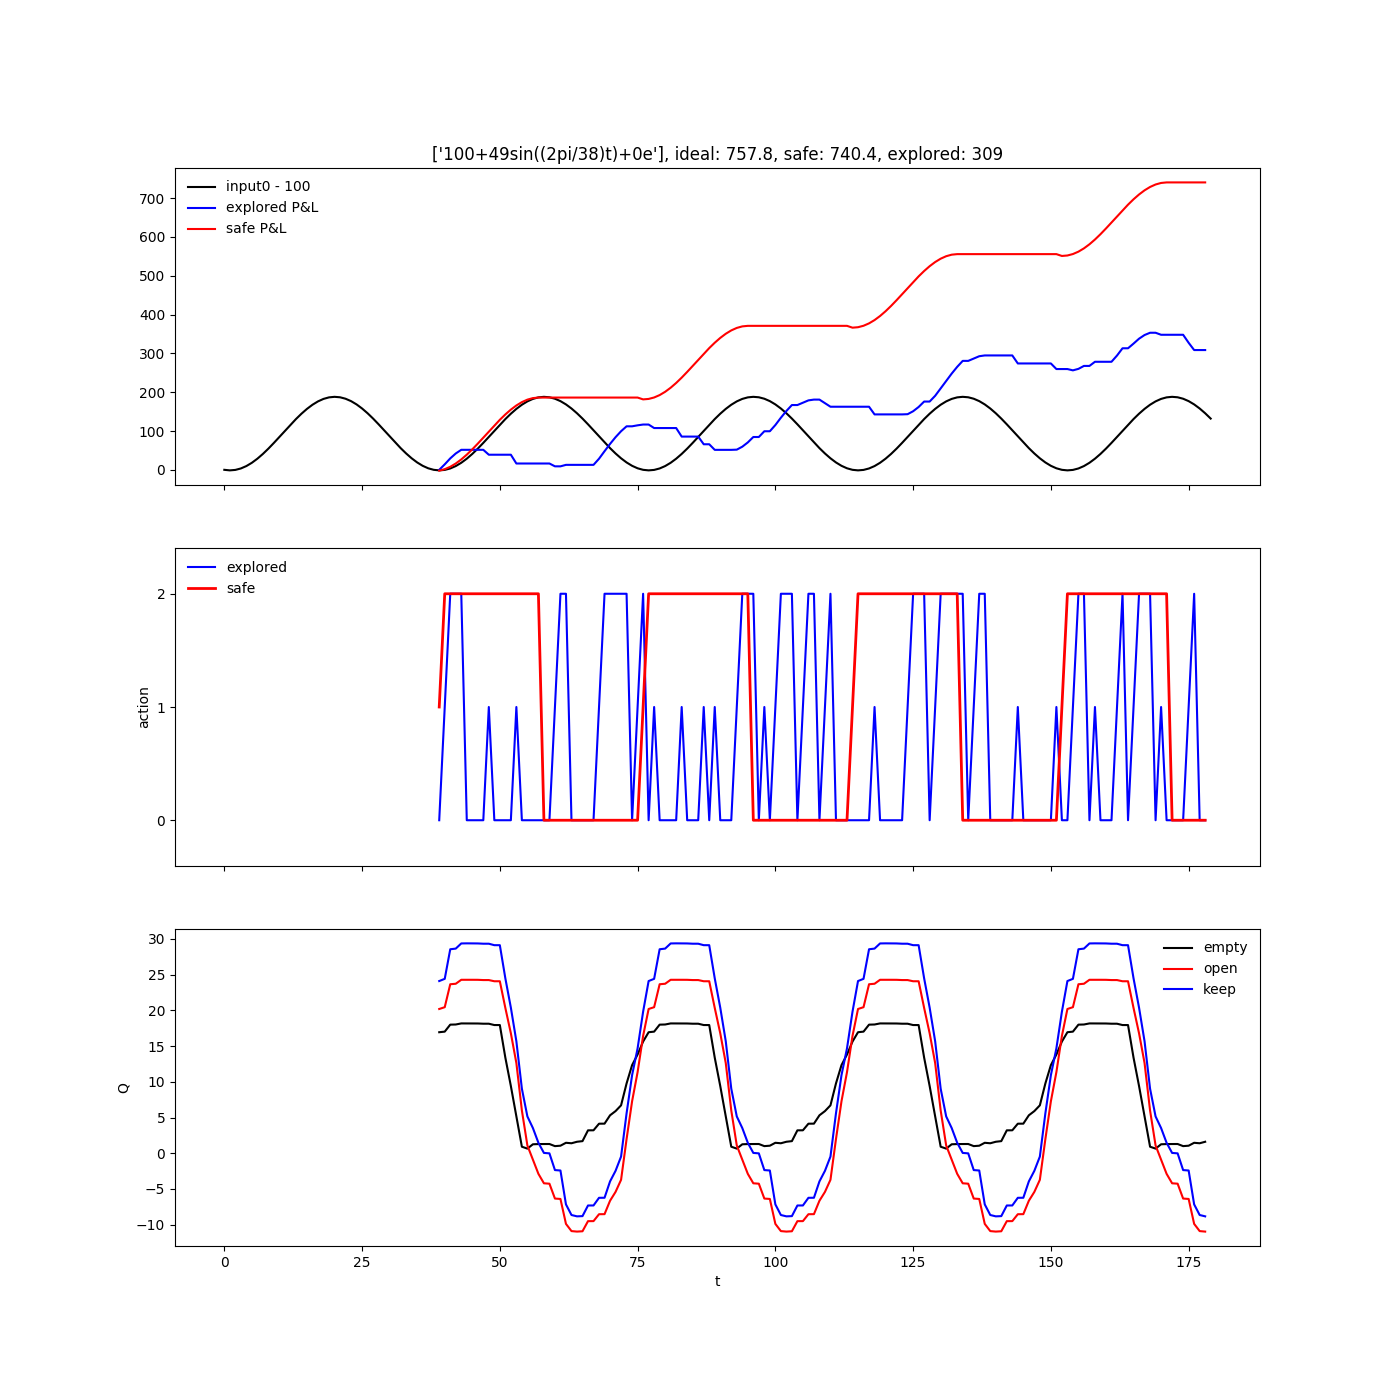 ['100+49sin((2pi/38)t)+0e'], ideal: 757.8, safe: 740.4, explored: 309
input0 - 100
explored P&L
safe P&L
700
600
500
400
300
200
100
0
explored
safe
action
2
1
0
empty
open
keep
Q
30
25
20
15
10
5
0
−5
−10
0 25 50 75 100 125 150 175
t